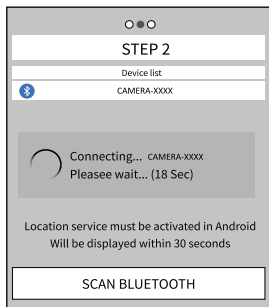 STEP 2
Device list
CAMERA-XXXX
Connecting... CAMERA-XXXX
Pleasee wait... (18 Sec)
Location service must be activated in Android
Will be displayed within 30 seconds
SCAN BLUETOOTH